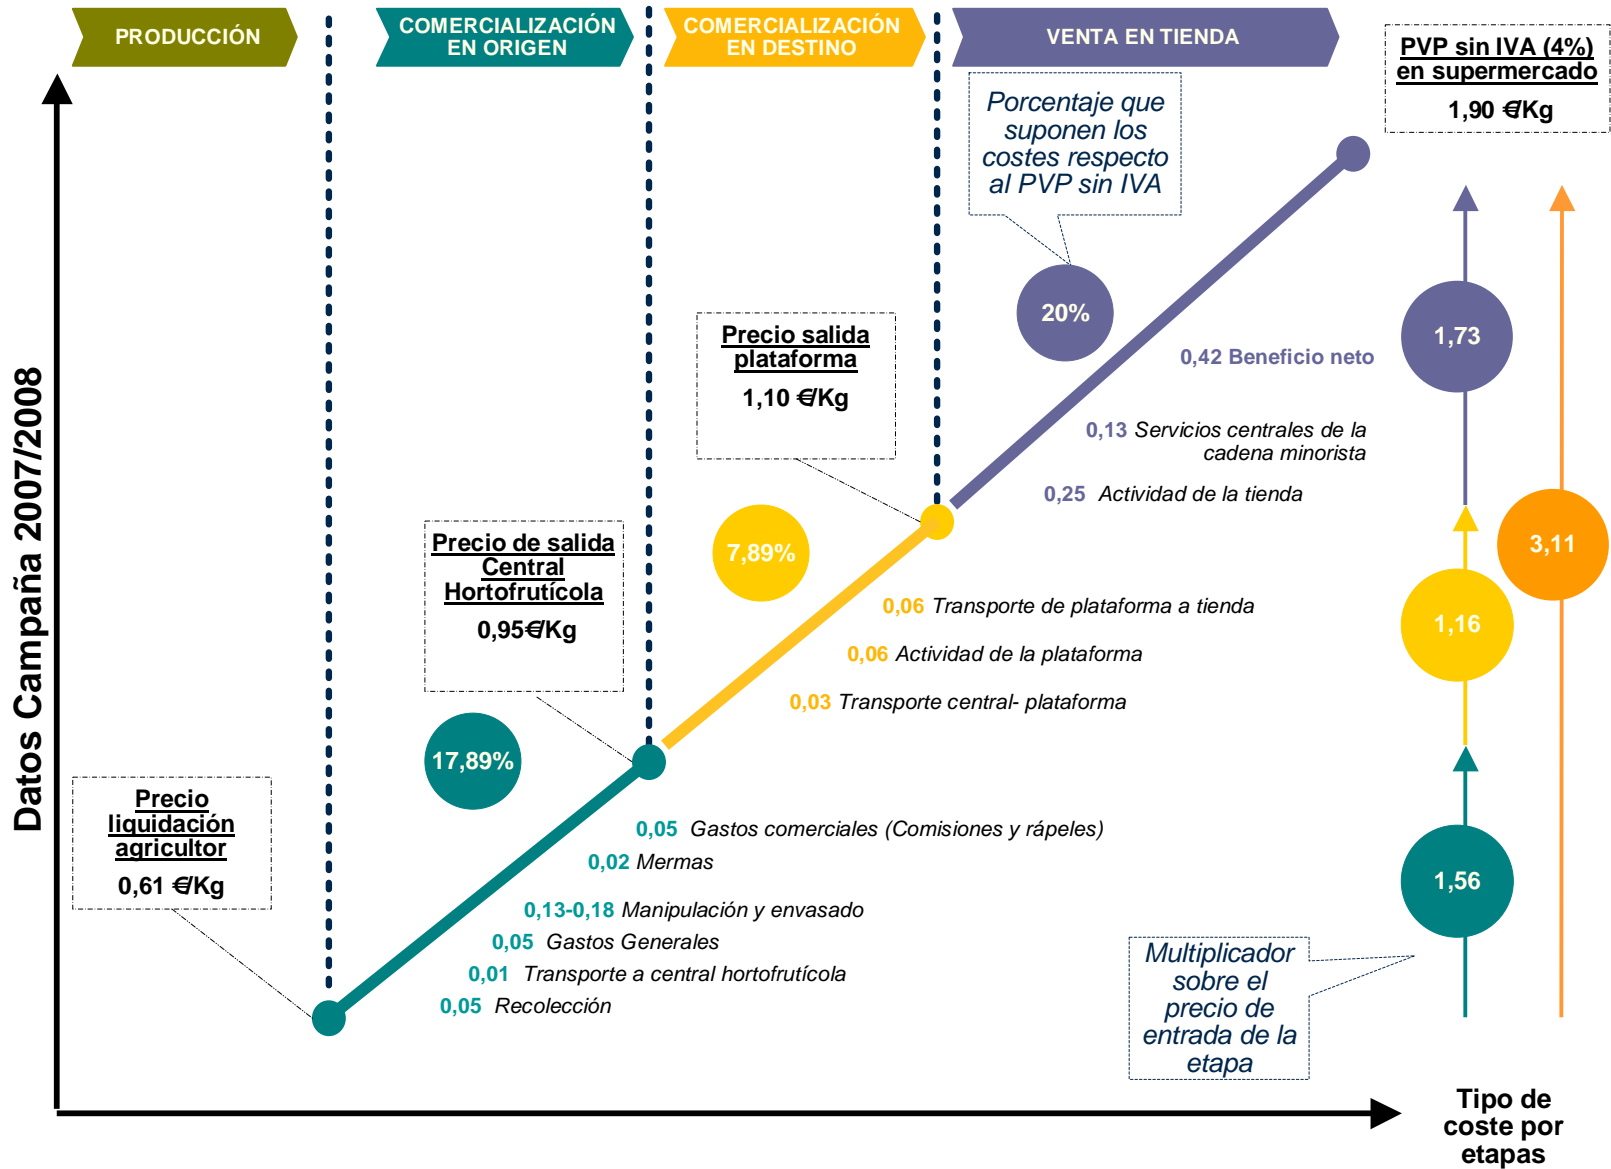 PRODUCCIÓN
COMERCIALIZACIÓN
EN ORIGEN
COMERCIALIZACIÓN
EN DESTINO
VENTA EN TIENDA
PVP sin IVA (4%)
en supermercado
1,90 €/Kg
Porcentaje que
suponen los
costes respecto
al PVP sin IVA
20%
0,42 Beneficio neto
0,13 Servicios centrales de la
cadena minorista
0,25 Actividad de la tienda
Precio salida
plataforma
1,10 €/Kg
7,89%
0,06 Transporte de plataforma a tienda
0,06 Actividad de la plataforma
0,03 Transporte central- plataforma
Precio de salida
Central
Hortofrutícola
0,95€/Kg
17,89%
0,05 Gastos comerciales (Comisiones y rápeles)
0,02 Mermas
0,13-0,18 Manipulación y envasado
0,05 Gastos Generales
0,01 Transporte a central hortofrutícola
0,05 Recolección
Precio
liquidación
agricultor
0,61 €/Kg
Datos Campaña 2007/2008
1,73
3,11
1,16
1,56
Multiplicador
sobre el
precio de
entrada de la
etapa
Tipo de
coste por
etapas